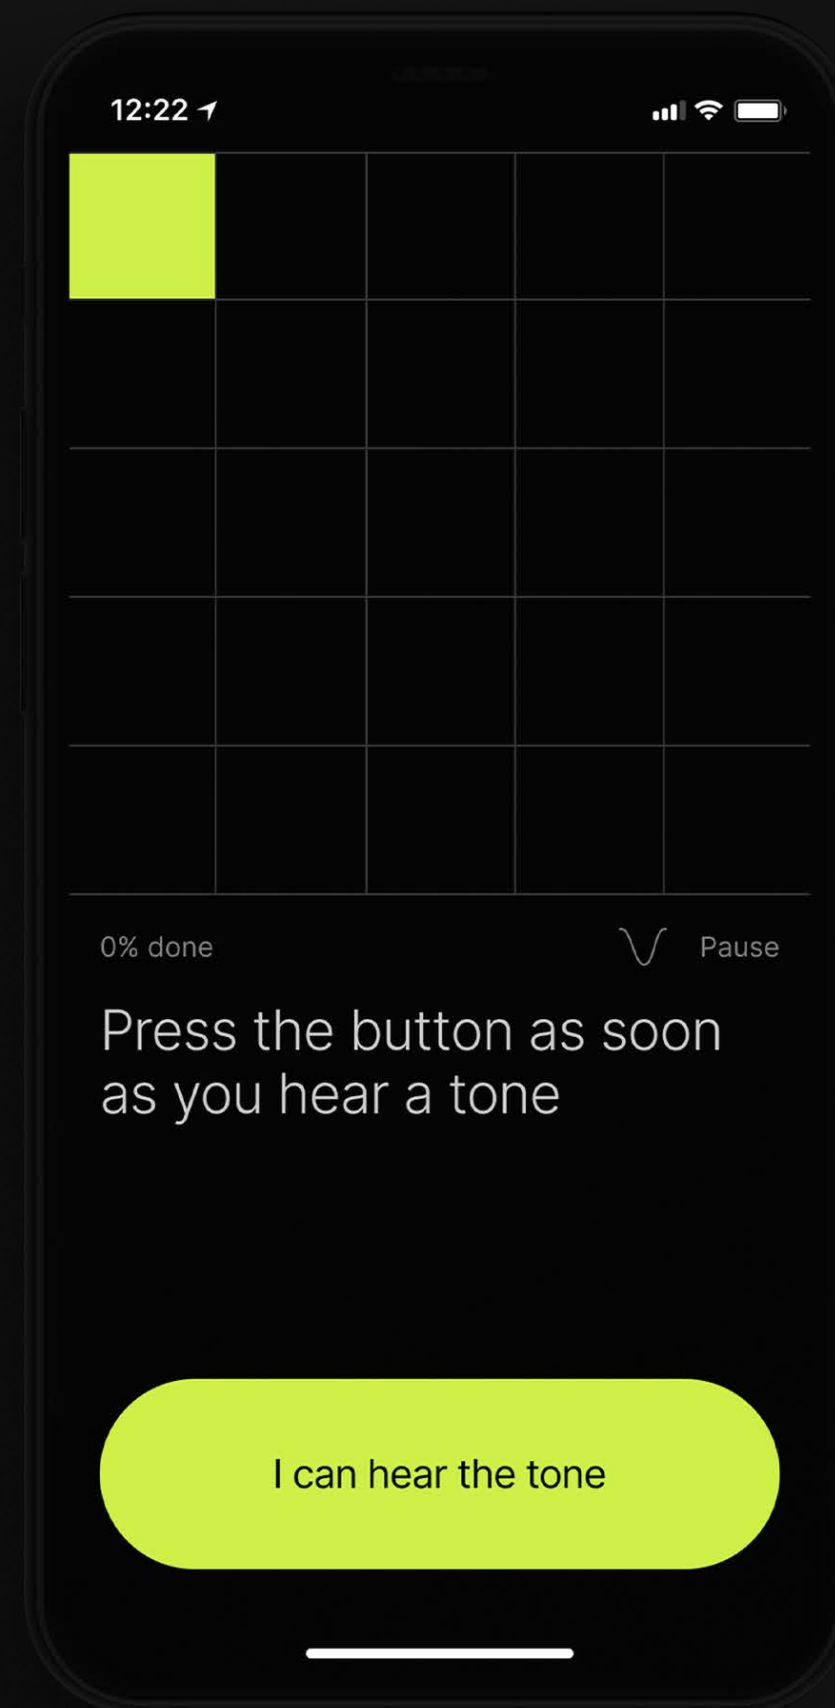 12:22
0% done
Pause
Press the button as soon
as you hear a tone
I can hear the tone